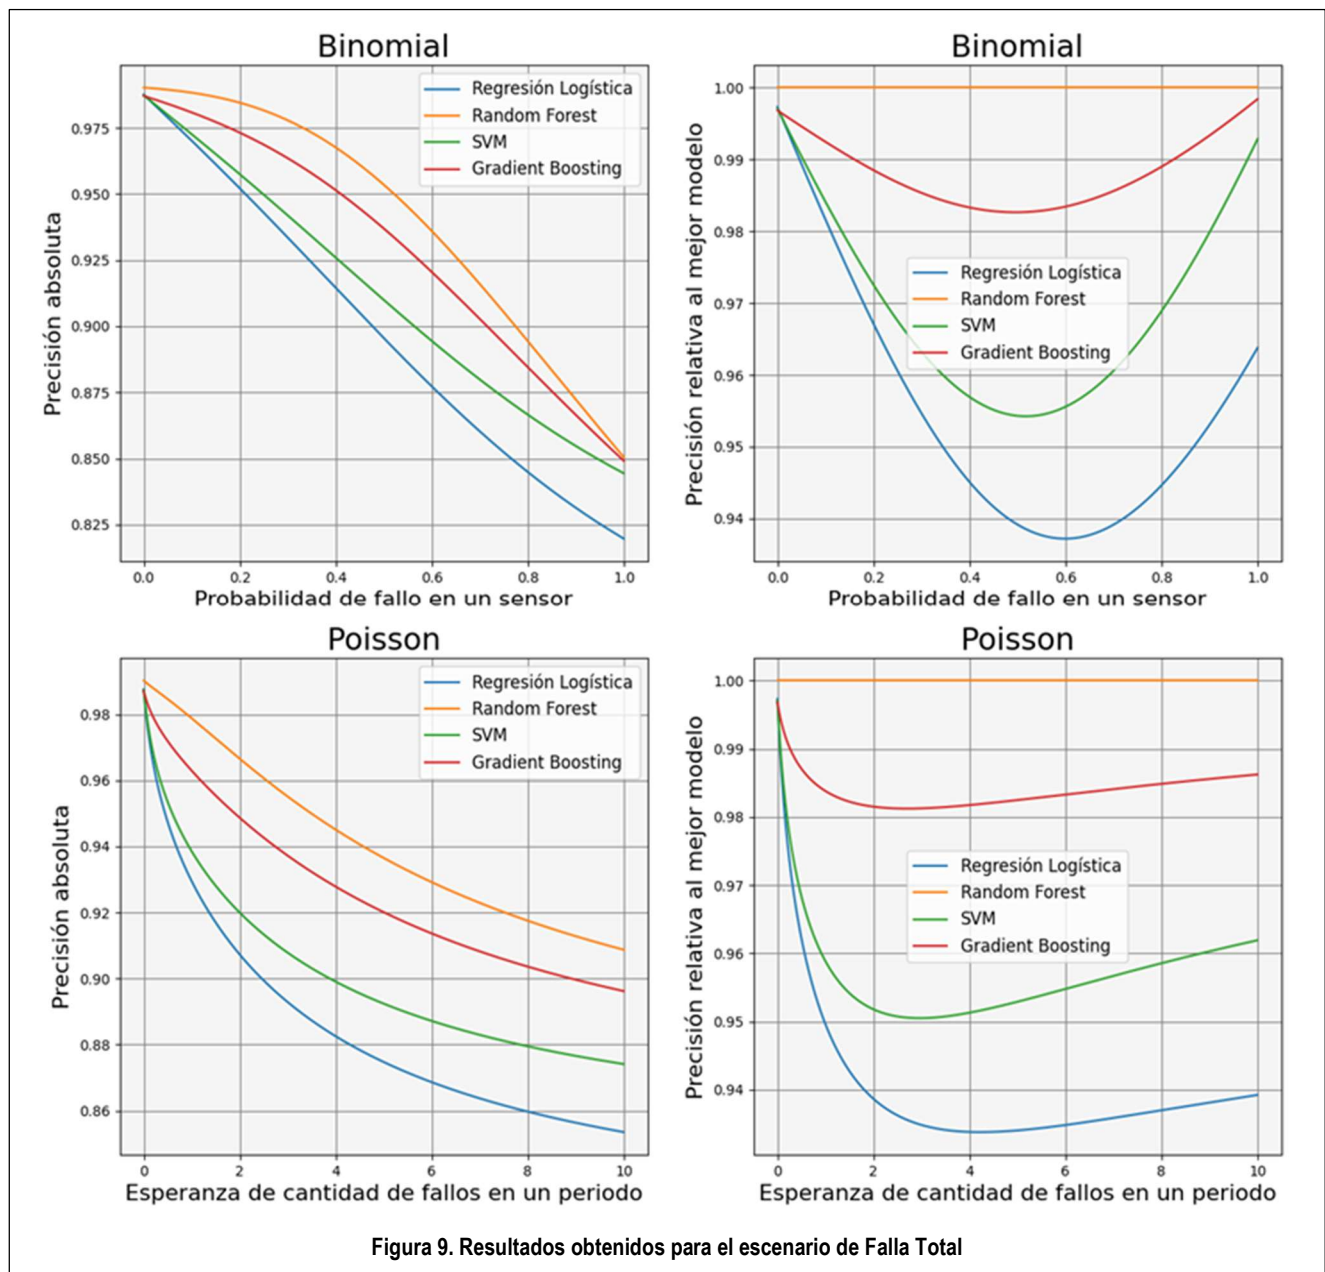 Binomial
Precisión absoluta
0.975
0.950
0.925
0.900
0.875
0.850
0.825
Regresión Logística
Random Forest
SVM
Gradient Boosting
0.0 0.2 0.4 0.6 0.8 1.0
Probabilidad de fallo en un sensor
Binomial
Precisión relativa al mejor modelo
1.00
0.99
0.98
0.97
0.96
0.95
0.94
Regresión Logística
Random Forest
SVM
Gradient Boosting
0.0 0.2 0.4 0.6 0.8 1.0
Probabilidad de fallo en un sensor
Poisson
Precisión absoluta
0.98
0.96
0.94
0.92
0.90
0.88
0.86
Regresión Logística
Random Forest
SVM
Gradient Boosting
0 2 4 6 8 10
Esperanza de cantidad de fallos en un periodo
Poisson
Precisión relativa al mejor modelo
1.00
0.99
0.98
0.97
0.96
0.95
0.94
Regresión Logística
Random Forest
SVM
Gradient Boosting
0 2 4 6 8 10
Esperanza de cantidad de fallos en un periodo
Figura 9. Resultados obtenidos para el escenario de Falla Total